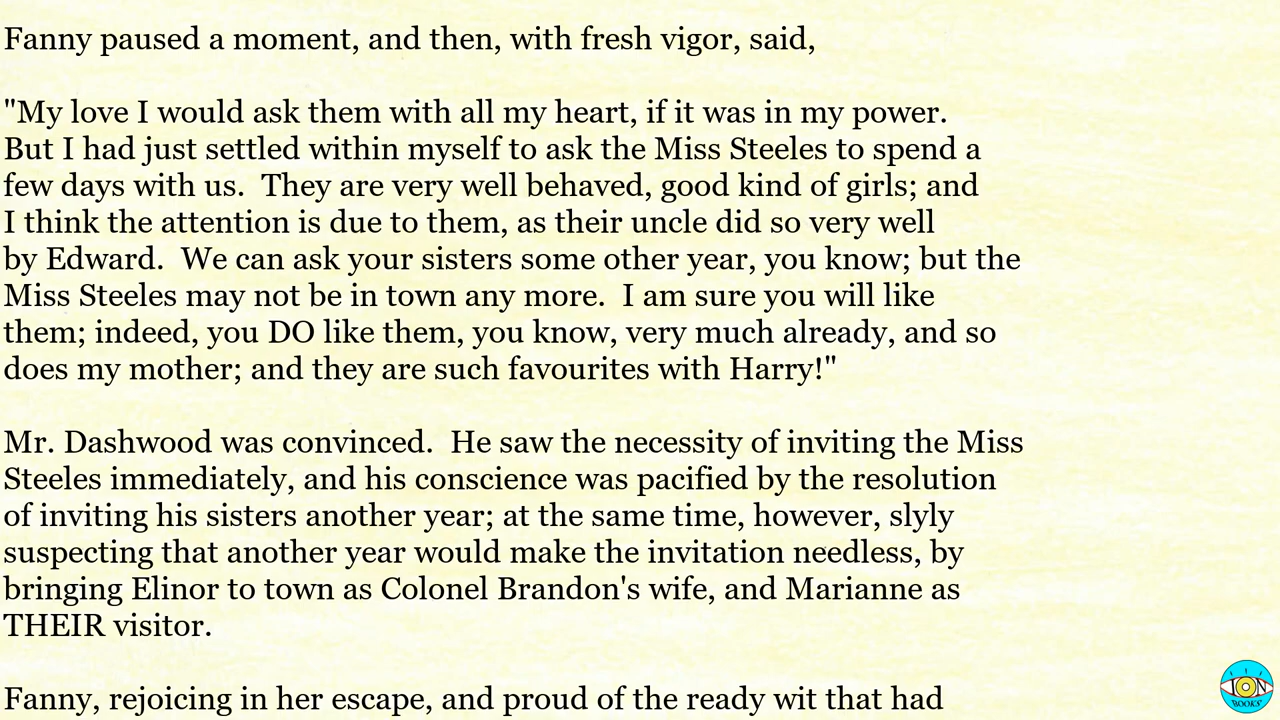 Fanny paused a moment, and then, with fresh vigor, said,
"My love I would ask them with all my heart, if it was in my power.
But I had just settled within myself to ask the Miss Steeles to spend a
few days with us.  They are very well behaved, good kind of girls; and
I think the attention is due to them, as their uncle did so very well
by Edward.  We can ask your sisters some other year, you know; but the
Miss Steeles may not be in town any more.  I am sure you will like
them; indeed, you DO like them, you know, very much already, and so
does my mother; and they are such favourites with Harry!"
Mr. Dashwood was convinced.  He saw the necessity of inviting the Miss
Steeles immediately, and his conscience was pacified by the resolution
of inviting his sisters another year; at the same time, however, slyly
suspecting that another year would make the invitation needless, by
bringing Elinor to town as Colonel Brandon's wife, and Marianne as
THEIR visitor.
Fanny, rejoicing in her escape, and proud of the ready wit that had
ION
BOOKS